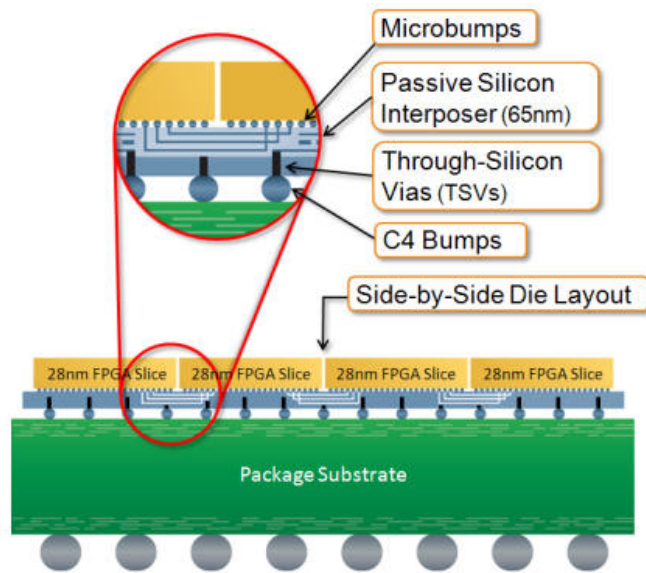 Microbumps
Passive Silicon
Interposer (65nm)
Through-Silicon
Vias (TSVs)
C4 Bumps
Side-by-Side Die Layout
28nm FPGA Slice
28nm FPGA Slice
28nm FPGA Slice
28nm FPGA Slice
Package Substrate